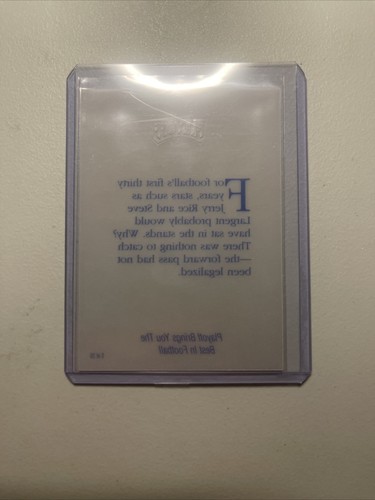 For football's first thirty
years, stars such as
Jerry Rice and Steve
Largent probably would
have sat in the stands. Why?
There was nothing to catch
—the forward pass had not
been legalized.
Playoff Brings You The
Best In Football